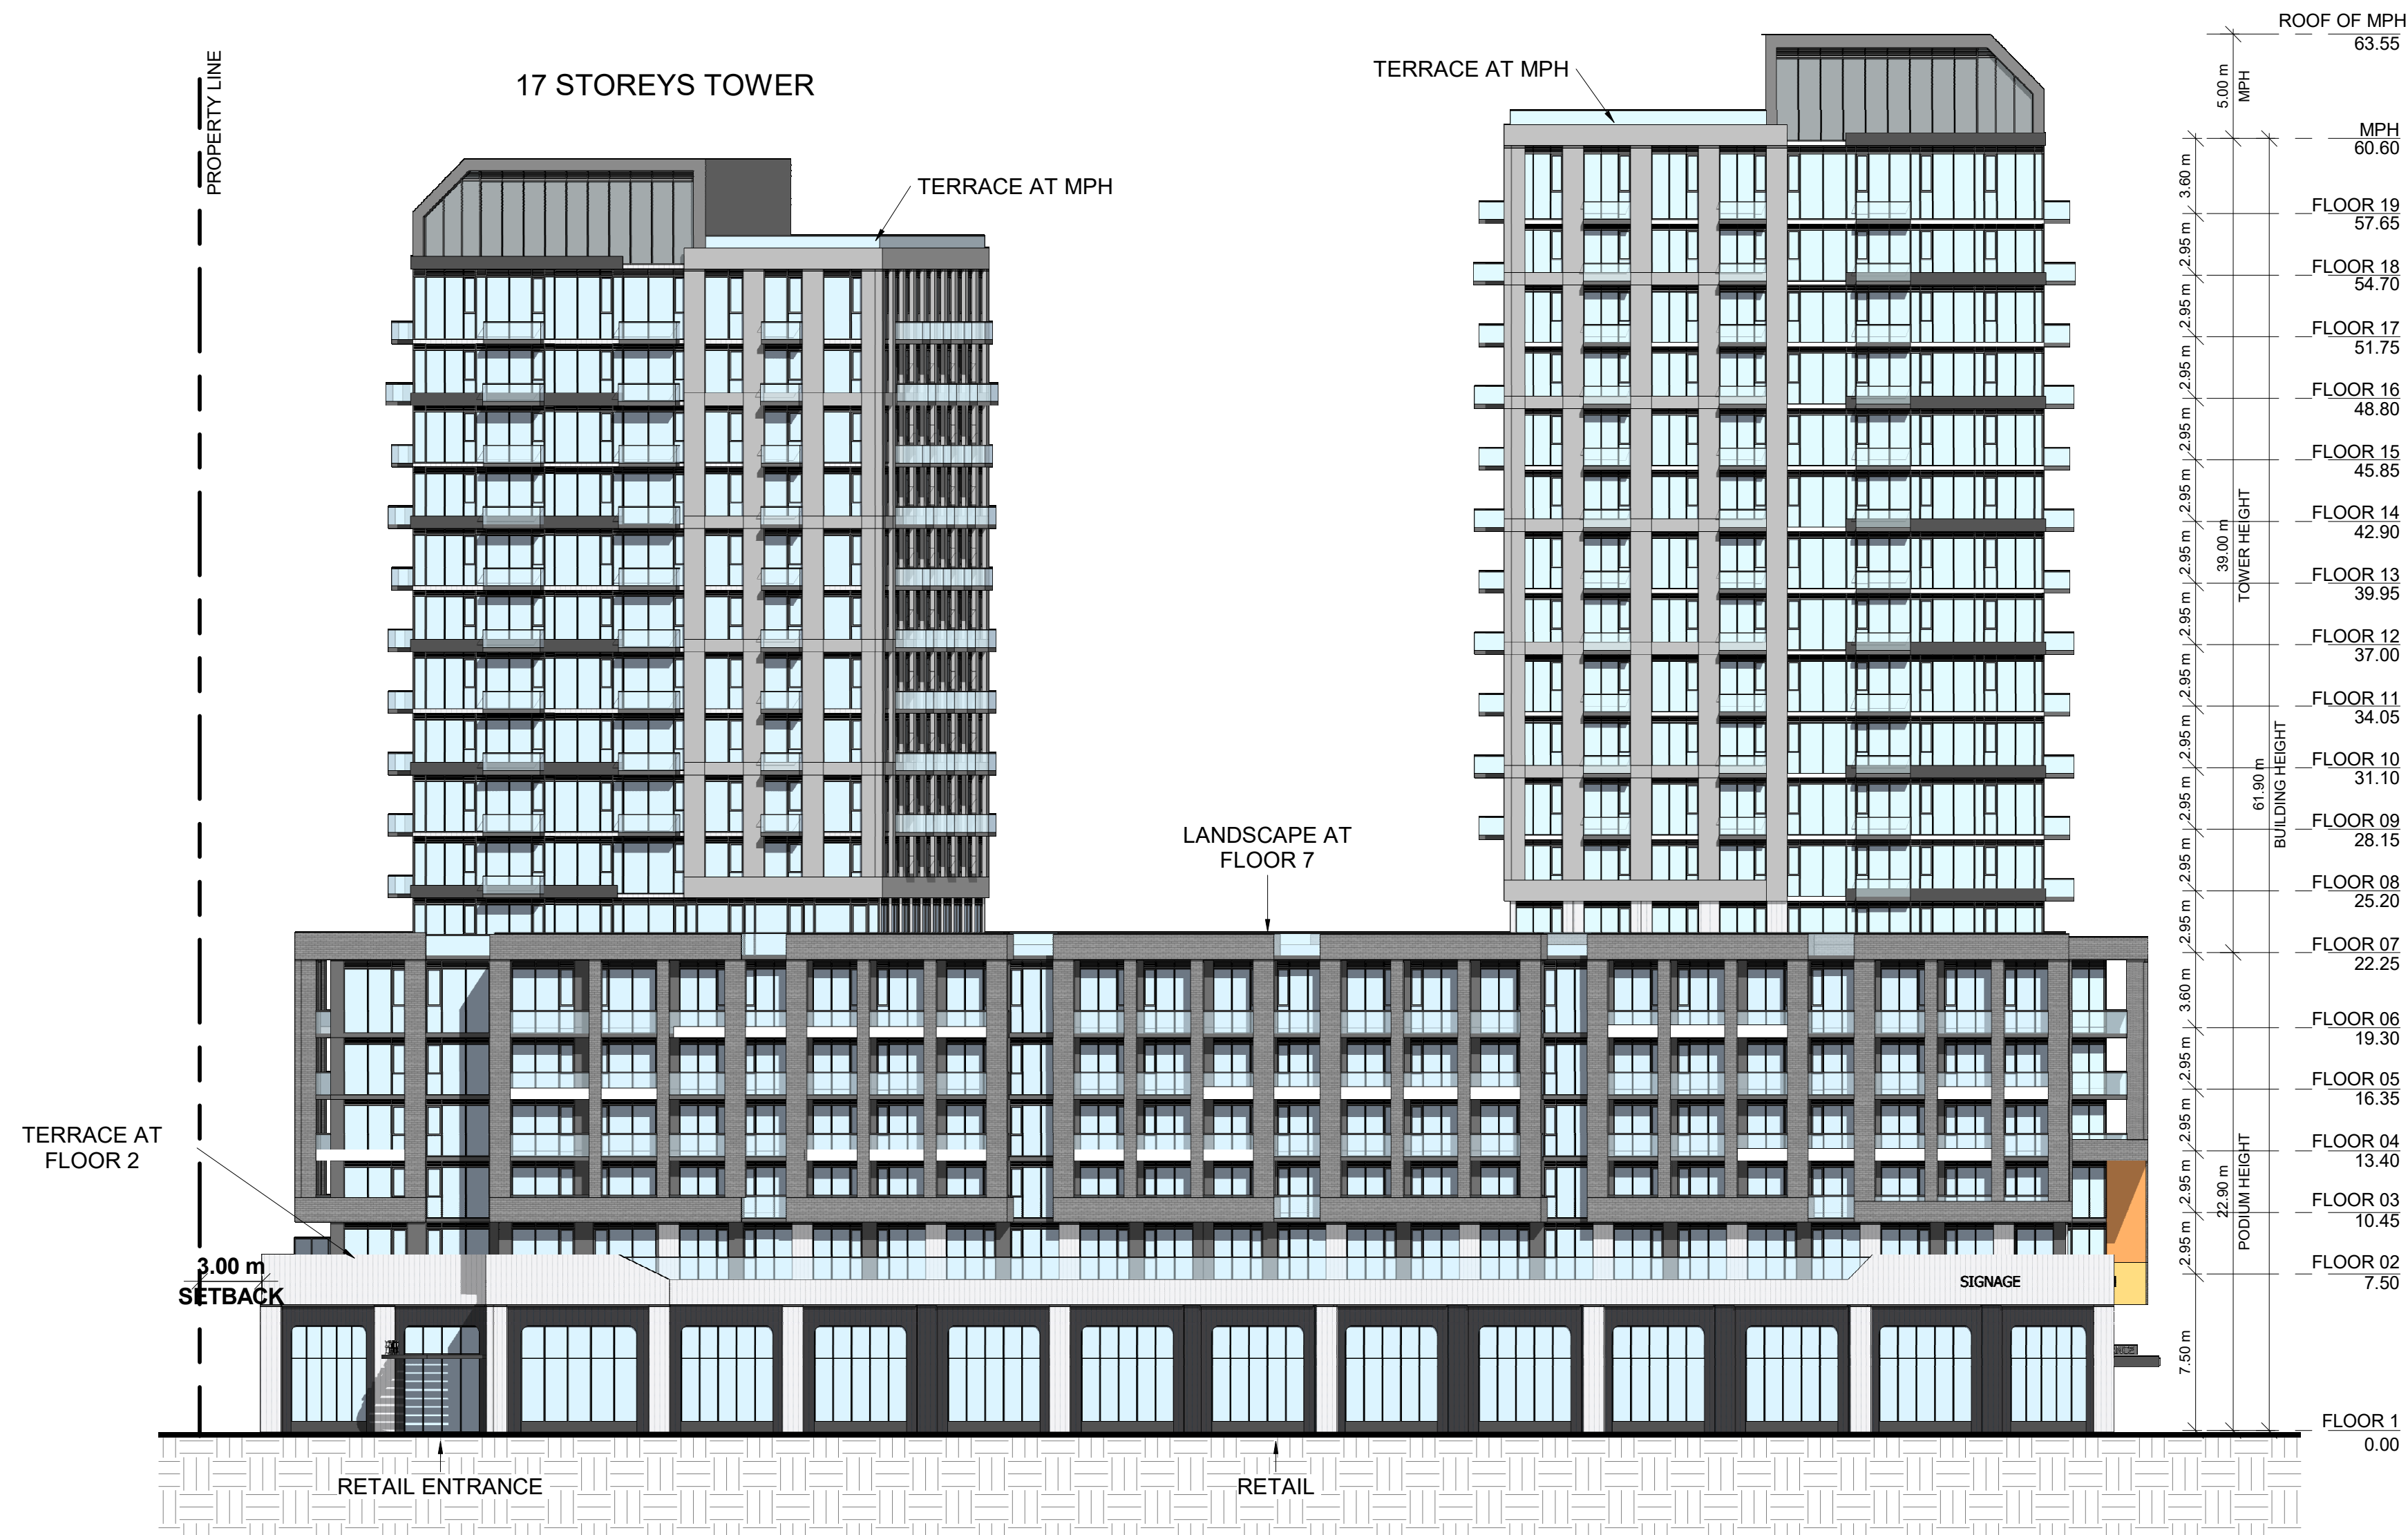 PROPERTY LINE
17 STOREYS TOWER
TERRACE AT MPH
TERRACE AT MPH
LANDSCAPE AT
FLOOR 7
TERRACE AT
FLOOR 2
3.00 m
SETBACK
SIGNAGE
RETAIL ENTRANCE
RETAIL
5.00 m
MPH
3.60 m
2.95 m
2.95 m
2.95 m
2.95 m
2.95 m
2.95 m
2.95 m
2.95 m
2.95 m
2.95 m
2.95 m
2.95 m
3.60 m
2.95 m
2.95 m
2.95 m
2.95 m
7.50 m
39.00 m
TOWER HEIGHT
22.90 m
PODIUM HEIGHT
61.90 m
BUILDING HEIGHT
ROOF OF MPH
63.55
MPH
60.60
FLOOR 19
57.65
FLOOR 18
54.70
FLOOR 17
51.75
FLOOR 16
48.80
FLOOR 15
45.85
FLOOR 14
42.90
FLOOR 13
39.95
FLOOR 12
37.00
FLOOR 11
34.05
FLOOR 10
31.10
FLOOR 09
28.15
FLOOR 08
25.20
FLOOR 07
22.25
FLOOR 06
19.30
FLOOR 05
16.35
FLOOR 04
13.40
FLOOR 03
10.45
FLOOR 02
7.50
FLOOR 1
0.00